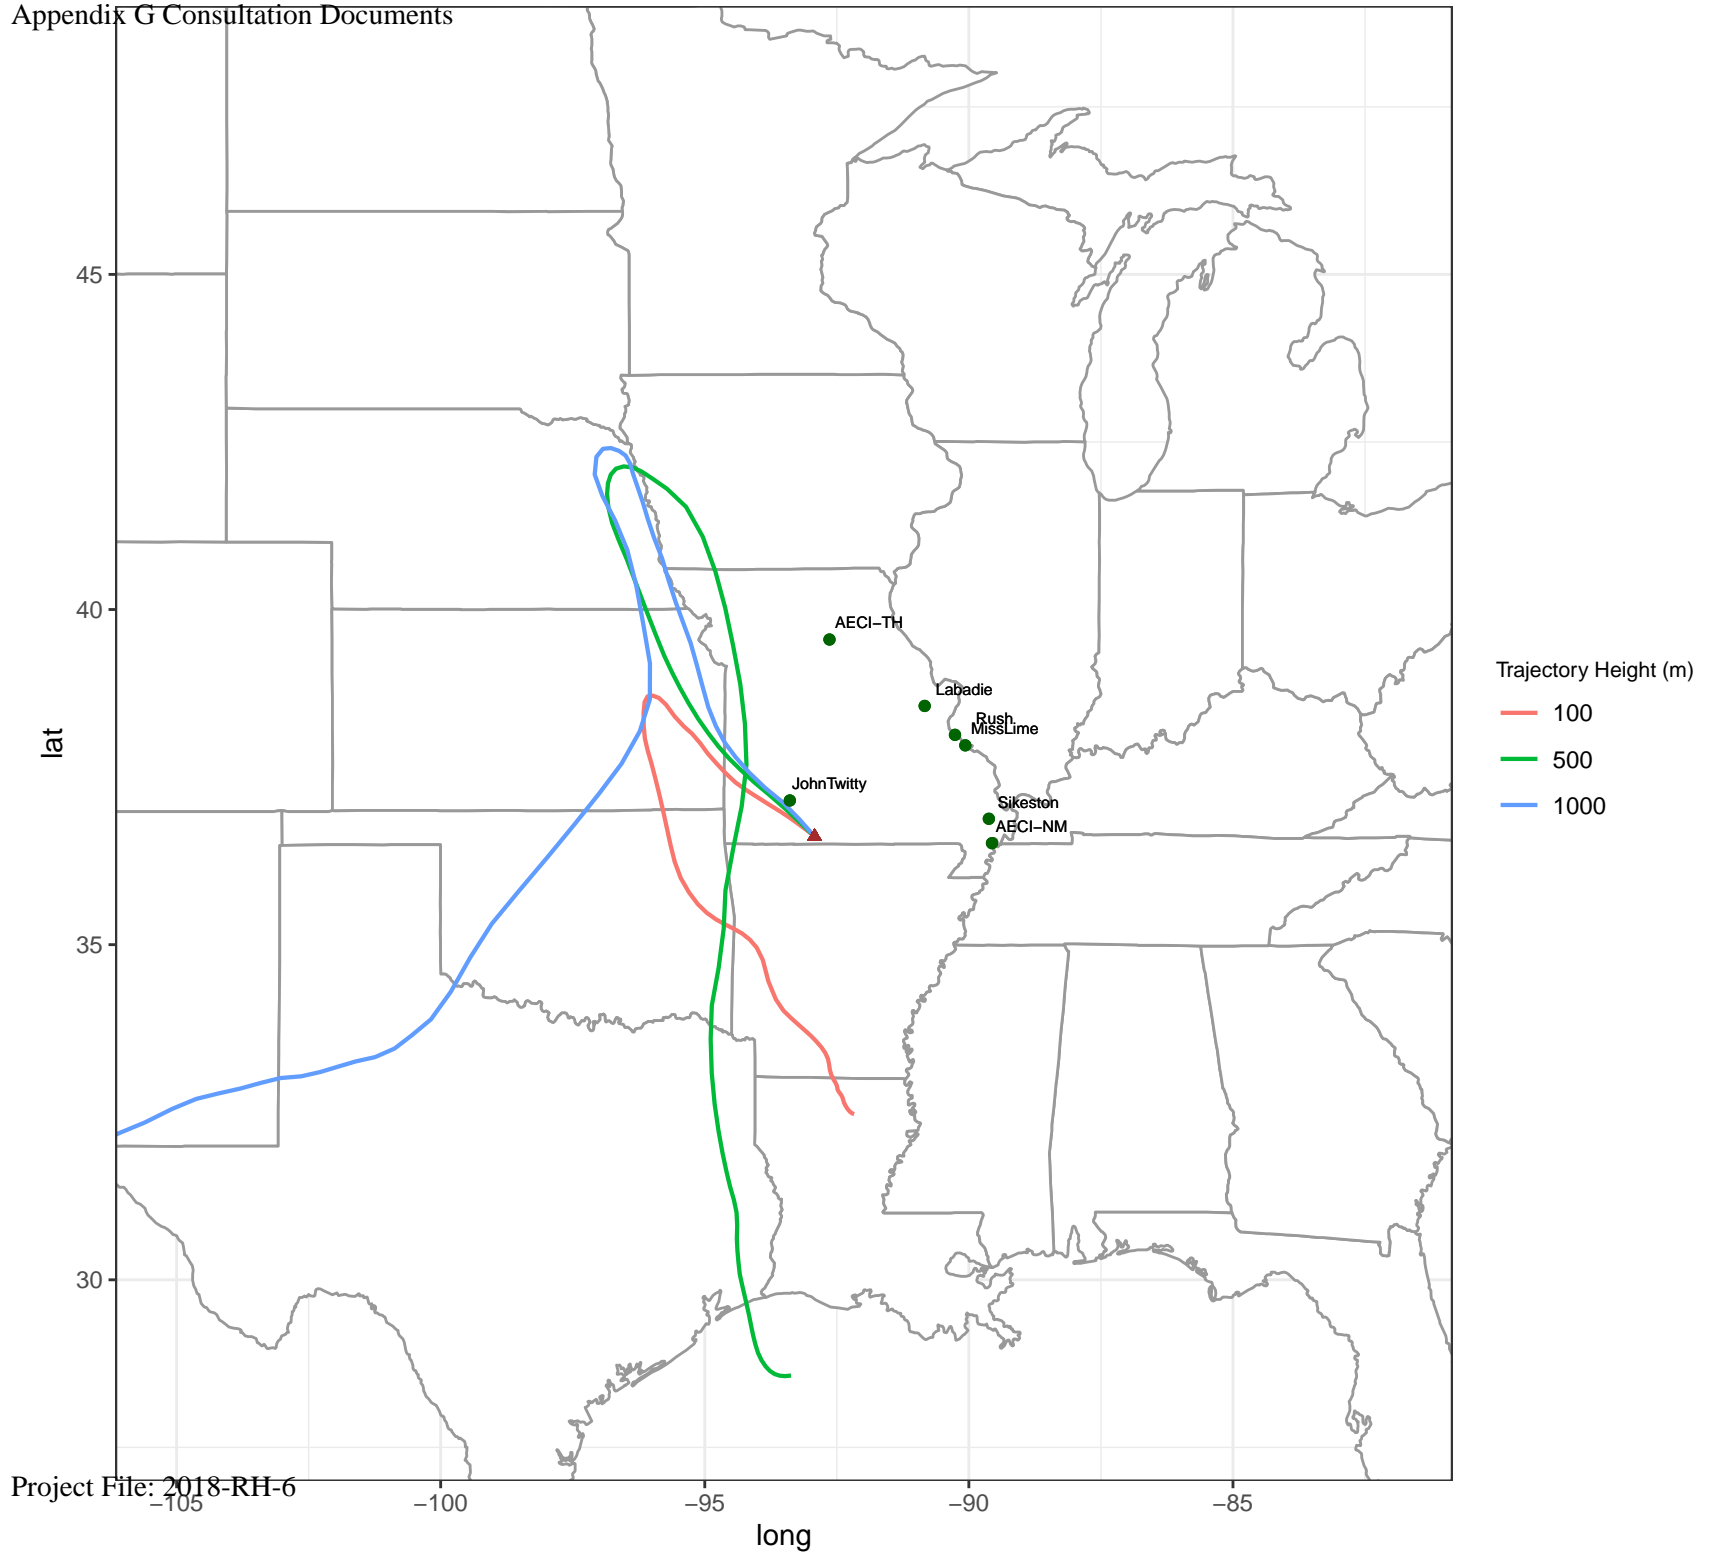 Appendix G Consultation Documents
45
40
35
30
lat
AECI−TH
Labadie
Rush
MissLime
JohnTwitty
Sikeston
AECI−NM
Trajectory Height (m)
100
500
1000
Project File: 2018-RH-6
−105
−100
−95
−90
−85
long